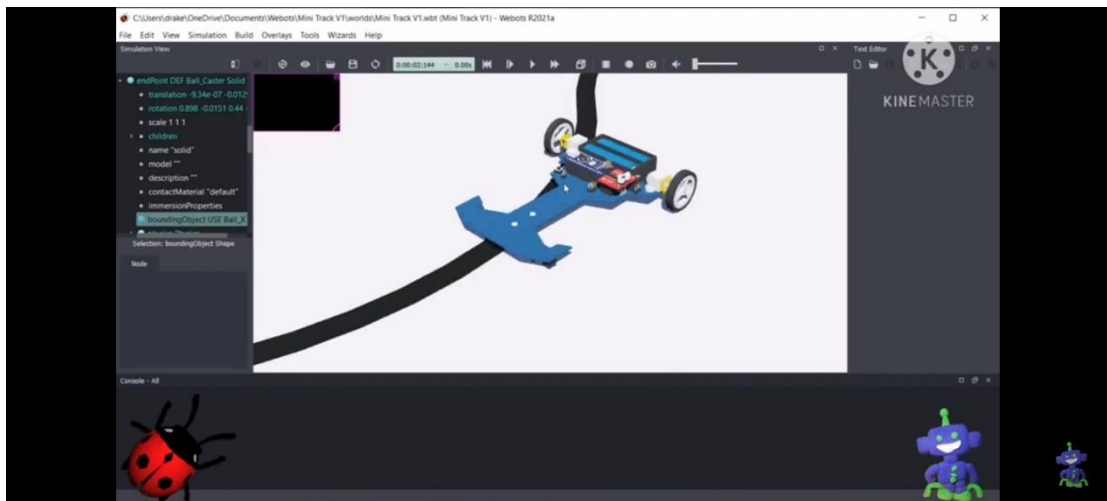 C:\Users\drake\OneDrive\Documents\Webots\Mini Track V1\worlds\Mini Track V1.wbt (Mini Track V1) - Webots R2021a
File Edit View Simulation Build Overlays Tools Wizards Help
Simulation View
Text Editor
0:00:02:144 - 0.00x
K
KINEMASTER
endPoint DEF Ball_Caster Solid
translation -9.34e-07 -0.012
rotation 0.898 -0.0151 0.44
scale 1 1 1
children
name "solid"
model ""
description ""
contactMaterial "default"
immersionProperties
boundingObject USE Ball_X
Selection: boundingObject Shape
Node
Console - All